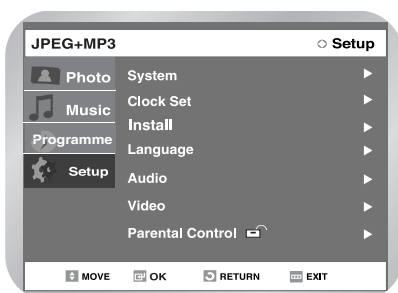 JPEG+MP3 Setup
Photo
Music
Programme
Setup
System
Clock Set
Install
Language
Audio
Video
Parental Control
MOVE OK RETURN EXIT